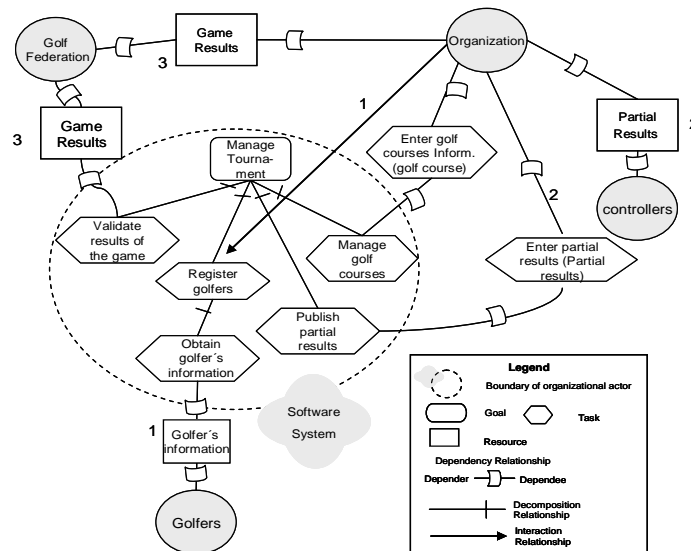 Golf
Federation
Game
Results
3
Organization
Game
Results
3
1
Partial
Results
2
Manage
Tourna-
ment
Enter golf
courses Inform.
(golf course)
controllers
Validate
results of
the game
2
Manage
golf
courses
Enter partial
results (Partial
results)
Register
golfers
Publish
partial
results
Obtain
golfer´s
information
Software
System
1
Golfer´s
information
Golfers
Legend
Boundary of organizational actor
Goal
Task
Resource
Dependency Relationship
Depender
Dependee
Decomposition
Relationship
Interaction
Relationship